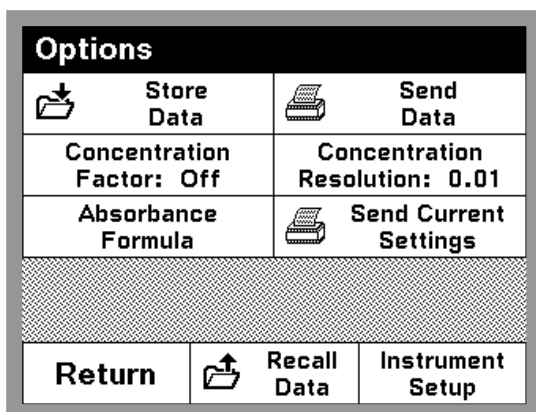 Options
Store
Data
Send
Data
Concentration
Factor: Off
Concentration
Resolution: 0.01
Absorbance
Formula
Send Current
Settings
Return
Recall
Data
Instrument
Setup